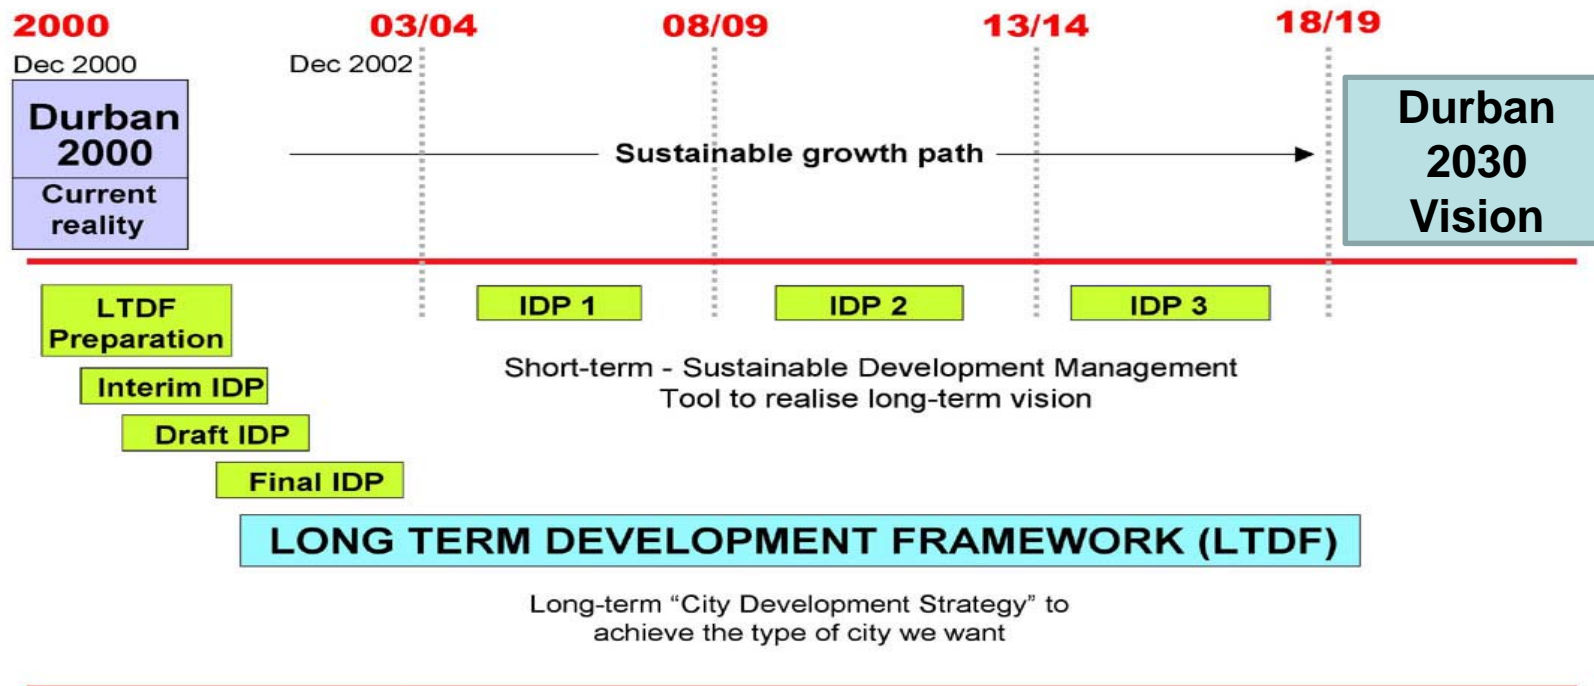 2000
03/04
08/09
13/14
18/19
Dec 2000
Dec 2002
Durban
2000
Current
reality
Sustainable growth path
Durban
2030
Vision
LTDF
Preparation
IDP 1
IDP 2
IDP 3
Interim IDP
Draft IDP
Final IDP
Short-term - Sustainable Development Management
Tool to realise long-term vision
LONG TERM DEVELOPMENT FRAMEWORK (LTDF)
Long-term “City Development Strategy” to
achieve the type of city we want